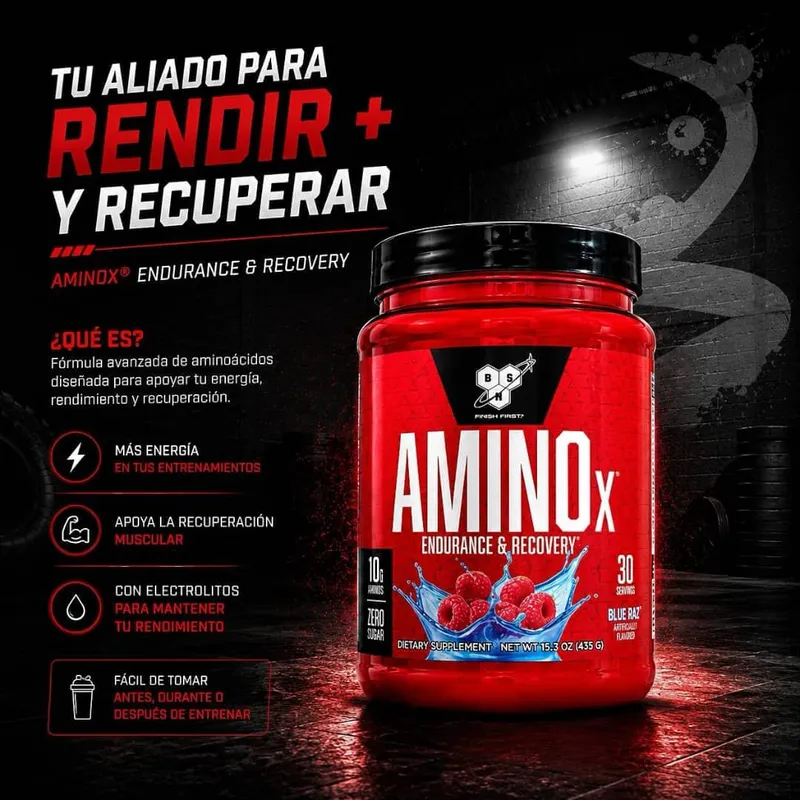 TU ALIADO PARA
RENDIR +
Y RECUPERAR
AMINOX® ENDURANCE & RECOVERY
¿QUÉ ES?
Fórmula avanzada de aminoácidos
diseñada para apoyar tu energía,
rendimiento y recuperación.
MÁS ENERGÍA
EN TUS ENTRENAMIENTOS
APOYA LA RECUPERACIÓN
MUSCULAR
CON ELECTROLITOS
PARA MANTENER
TU RENDIMIENTO
FÁCIL DE TOMAR
ANTES, DURANTE O
DESPUÉS DE ENTRENAR
BSN
FINISH FIRST
AMINOx
ENDURANCE & RECOVERY
10G
AMINOS
ZERO
SUGAR
30
SERVINGS
BLUE RAZ
ARTIFICIALLY
FLAVORED
DIETARY SUPPLEMENT NET WT 15.3 OZ (435 G)